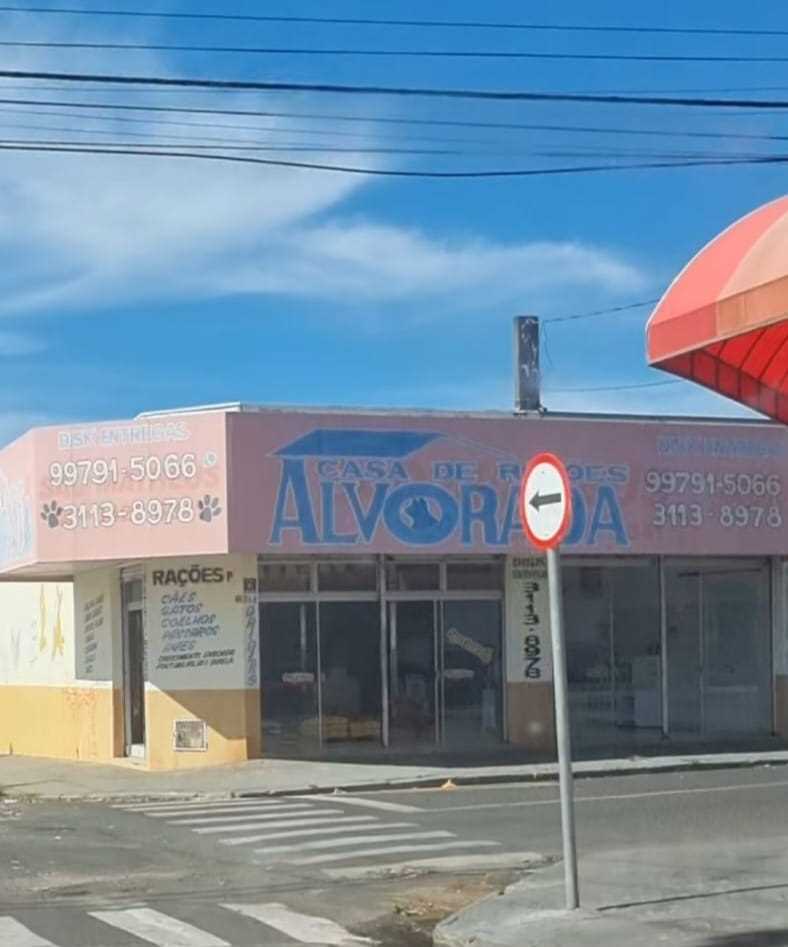 DISK ENTREGAS
99791-5066
3113-8978
CASA DE RAÇÕES
ALVORADA
DISK ENTREGAS
99791-5066
3113-8978
RAÇÕES P.
CÃES
GATOS
COELHOS
PÁSSAROS
AVES
3113-8978